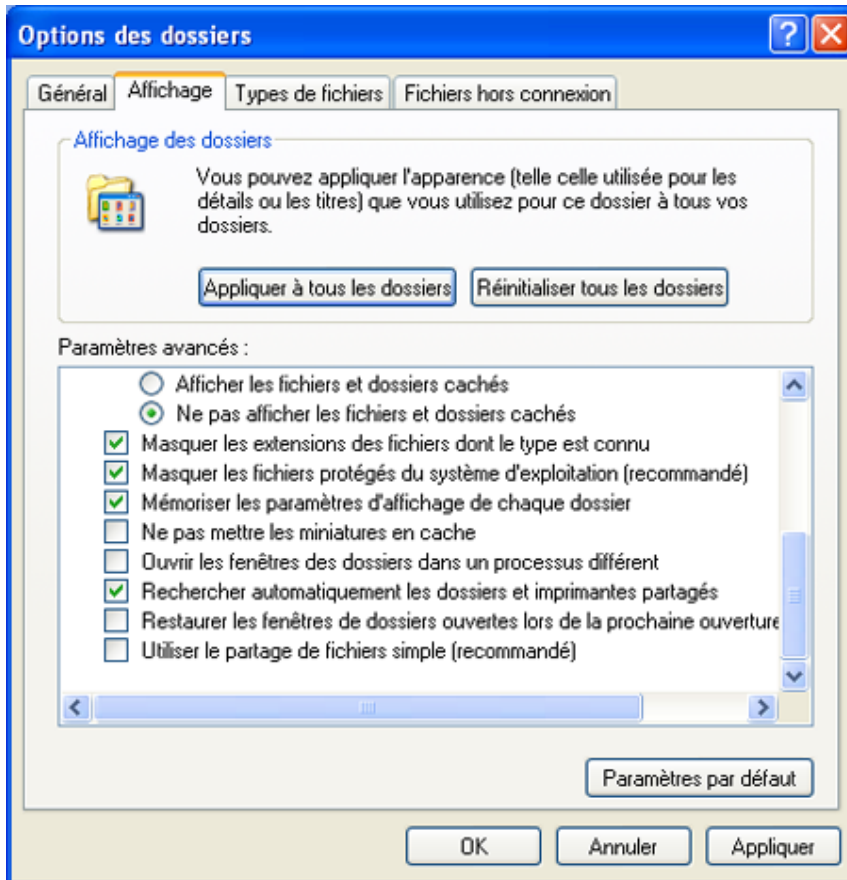 Options des dossiers
Général Affichage Types de fichiers Fichiers hors connexion
Affichage des dossiers
Vous pouvez appliquer l'apparence (telle celle utilisée pour les
détails ou les titres) que vous utilisez pour ce dossier à tous vos
dossiers.
Appliquer à tous les dossiers Réinitialiser tous les dossiers
Paramètres avancés :
Afficher les fichiers et dossiers cachés
Ne pas afficher les fichiers et dossiers cachés
Masquer les extensions des fichiers dont le type est connu
Masquer les fichiers protégés du système d'exploitation (recommandé)
Mémoriser les paramètres d'affichage de chaque dossier
Ne pas mettre les miniatures en cache
Ouvrir les fenêtres des dossiers dans un processus différent
Rechercher automatiquement les dossiers et imprimantes partagés
Restaurer les fenêtres de dossiers ouvertes lors de la prochaine ouverture
Utiliser le partage de fichiers simple (recommandé)
Paramètres par défaut
OK Annuler Appliquer